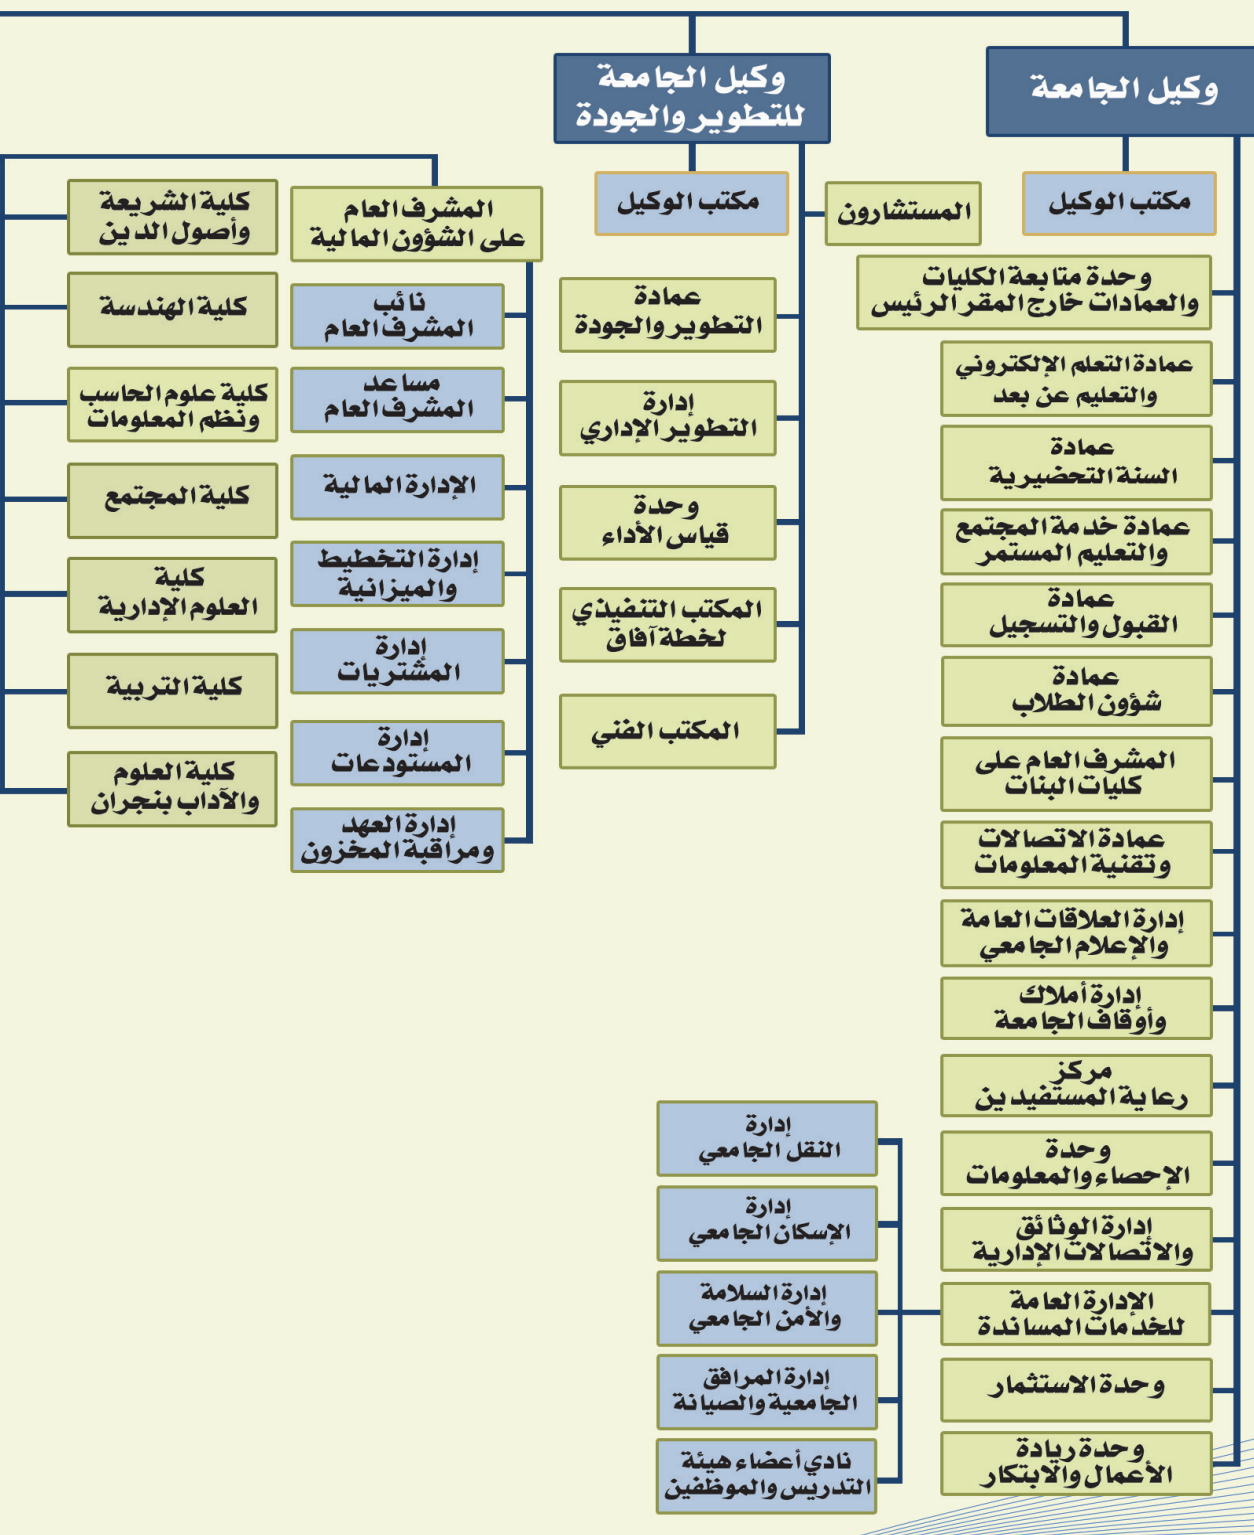 وكيل الجامعة
مكتب الوكيل
وحدة متابعة الكليات
والعمادات خارج المقر الرئيس
عمادة التعلم الإلكتروني
والتعليم عن بعد
عمادة
السنة التحضيرية
عمادة خدمة المجتمع
والتعليم المستمر
عمادة
القبول والتسجيل
عمادة
شؤون الطلاب
المشرف العام على
كليات البنات
عمادة الاتصالات
وتقنية المعلومات
إدارة العلاقات العامة
والإعلام الجامعي
إدارة أملاك
وأوقاف الجامعة
مركز
رعاية المستفيدين
وحدة
الإحصاء والمعلومات
إدارة الوثائق
والاتصالات الإدارية
الإدارة العامة
للخدمات المساندة
وحدة الاستثمار
وحدة ريادة
الأعمال والابتكار
إدارة
النقل الجامعي
إدارة
الإسكان الجامعي
إدارة السلامة
والأمن الجامعي
إدارة المرافق
الجامعية والصيانة
نادي أعضاء هيئة
التدريس والموظفين
وكيل الجامعة
للتطوير والجودة
مكتب الوكيل
المستشارون
عمادة
التطوير والجودة
إدارة
التطوير الإداري
وحدة
قياس الأداء
المكتب التنفيذي
لخطة آفاق
المكتب الفني
المشرف العام
على الشؤون المالية
نائب
المشرف العام
مساعد
المشرف العام
الإدارة المالية
إدارة التخطيط
والميزانية
إدارة
المشتريات
إدارة
المستودعات
إدارة العهد
ومراقبة المخزون
كلية الشريعة
وأصول الدين
كلية الهندسة
كلية علوم الحاسب
ونظم المعلومات
كلية المجتمع
كلية
العلوم الإدارية
كلية التربية
كلية العلوم
والآداب بنجران